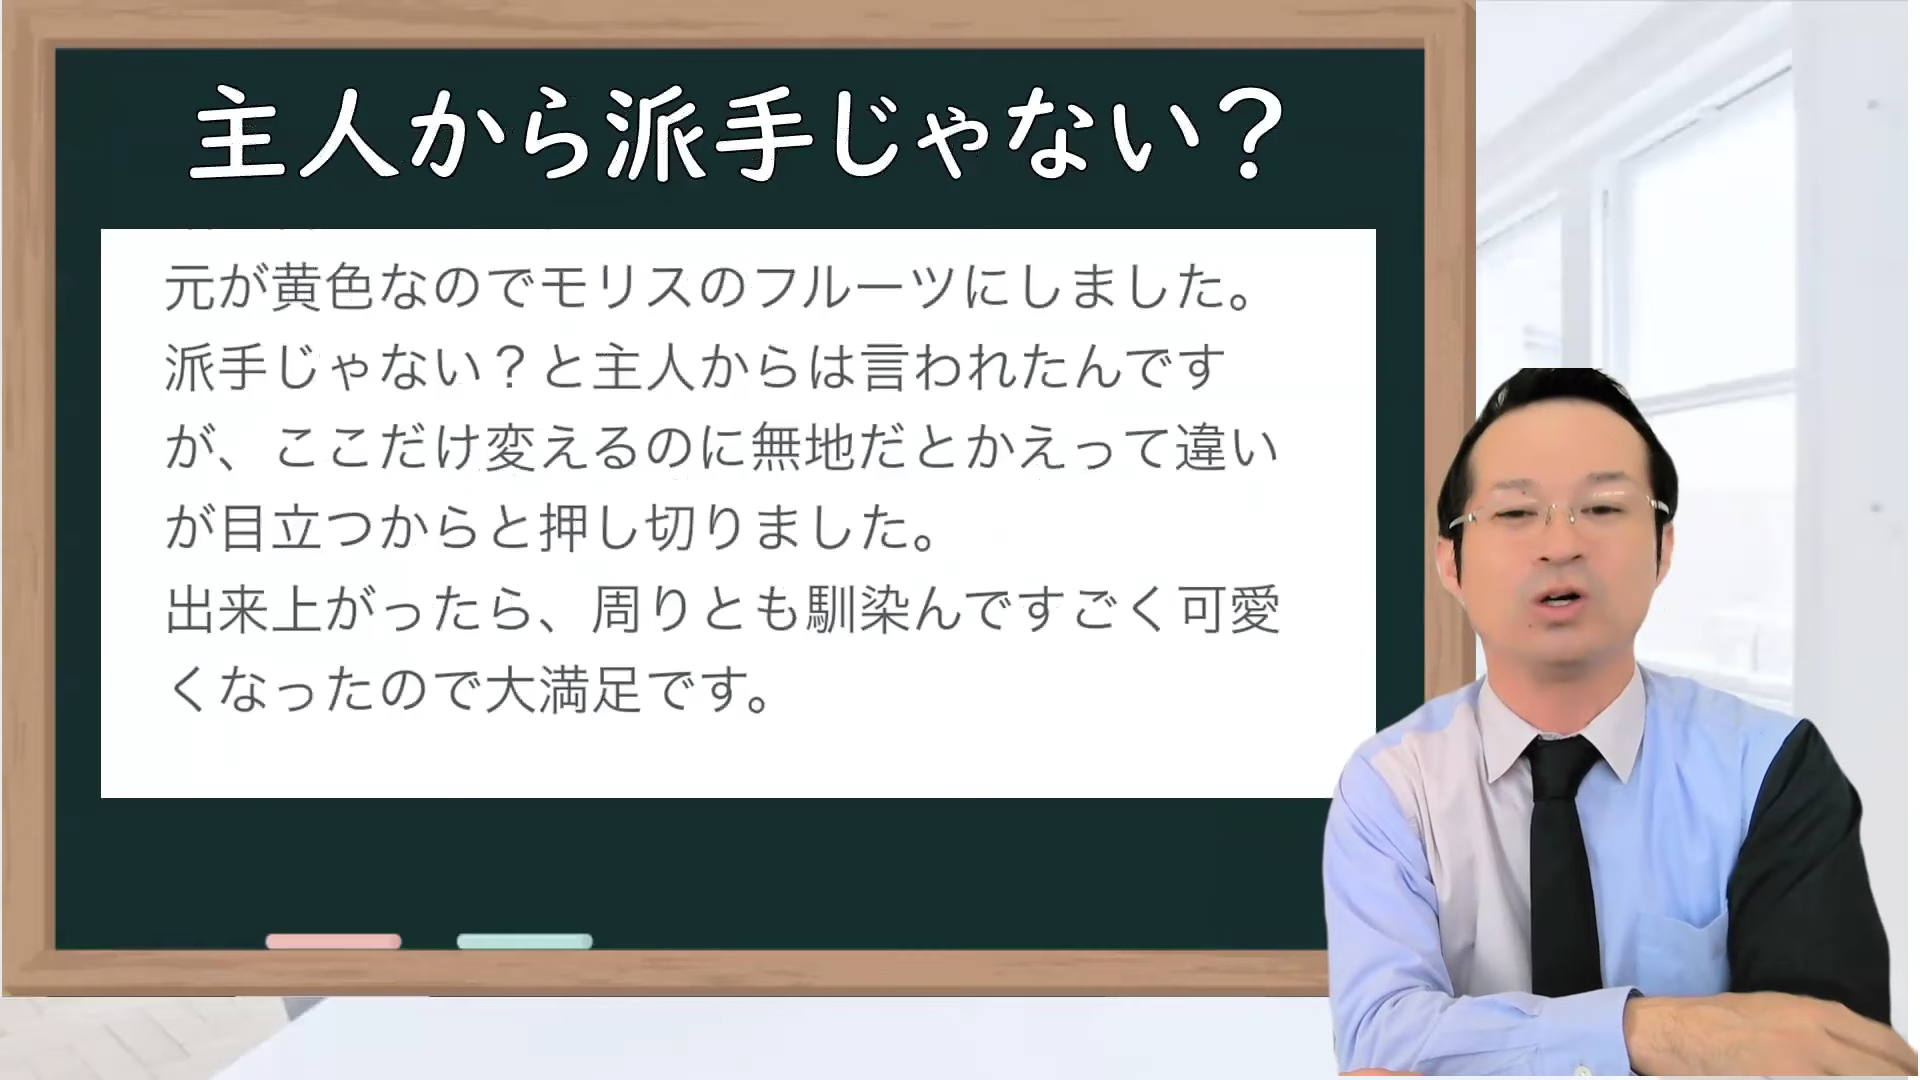 主人から派手じゃない？
元が黄色なのでモリスのフルーツにしました。
派手じゃない？と主人からは言われたんです
が、ここだけ変えるのに無地だとかえって違い
が目立つからと押し切りました。
出来上がったら、周りとも馴染んですごく可愛
くなったので大満足です。